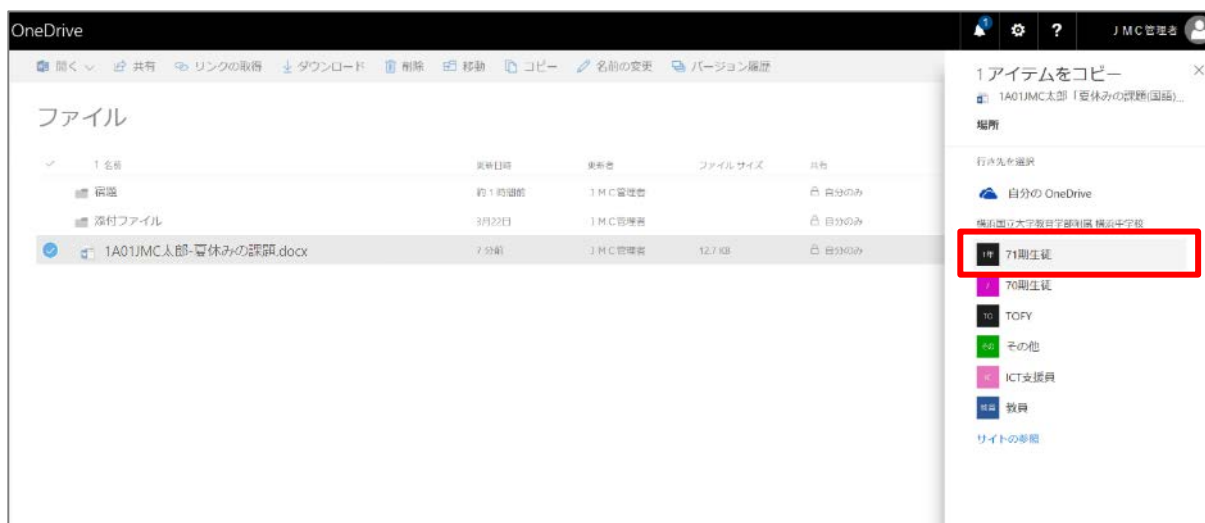 OneDrive
1
?
JMC管理者
開く
共有
リンクの取得
ダウンロード
削除
移動
コピー
名前の変更
バージョン履歴
ファイル
名前
更新日時
更新者
ファイル サイズ
共有
宿題
約 1 時間前
JMC管理者
自分のみ
添付ファイル
3月22日
JMC管理者
自分のみ
1A01JMC太郎-夏休みの課題.docx
7 分前
JMC管理者
12.7 KB
自分のみ
1アイテムをコピー
1A01JMC太郎「夏休みの課題(国語)...
場所
行き先を選択
自分の OneDrive
横浜国立大学教育学部附属 横浜中学校
1年 71期生徒
70期生徒
TO TOFY
その その他
IC ICT支援員
教員 教員
サイトの参照